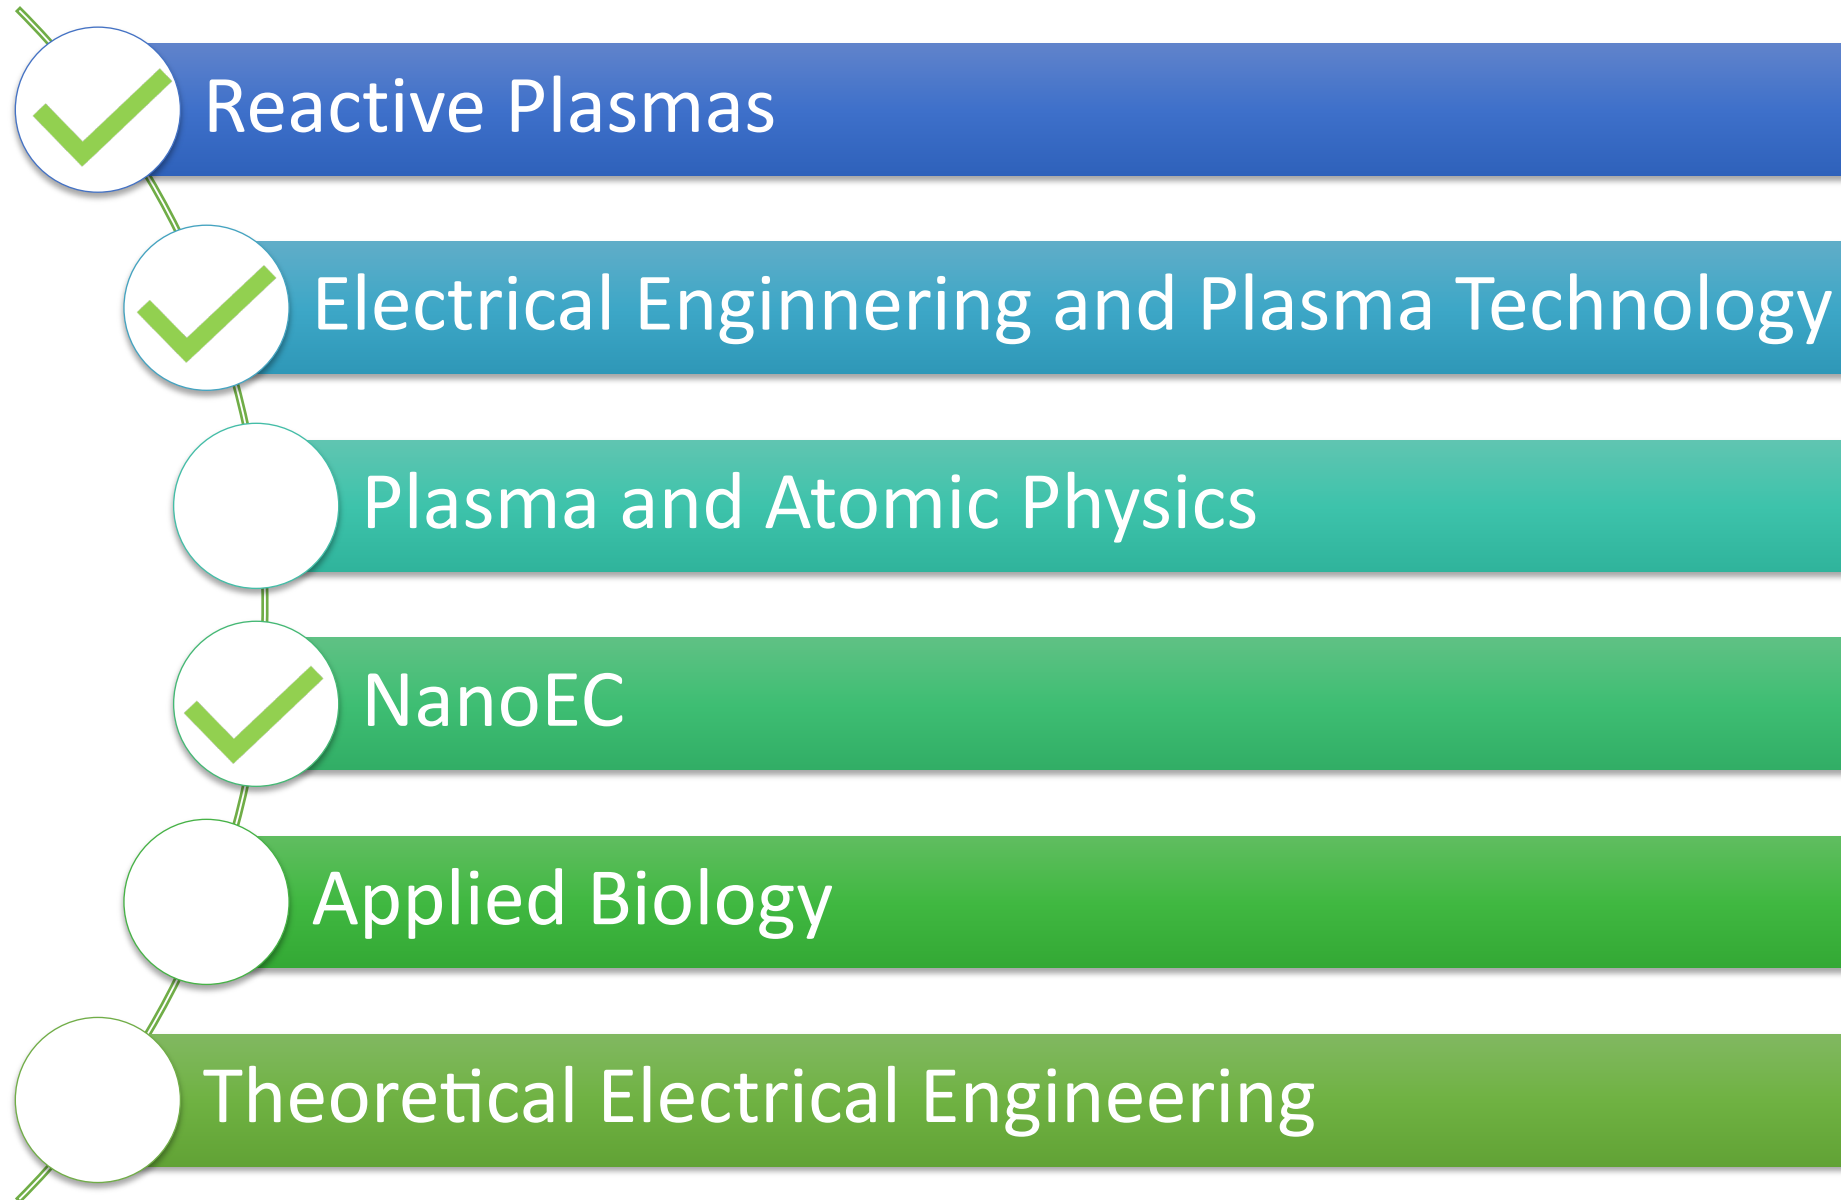 Reactive Plasmas
Electrical Enginnering and Plasma Technology
Plasma and Atomic Physics
NanoEC
Applied Biology
Theoretical Electrical Engineering